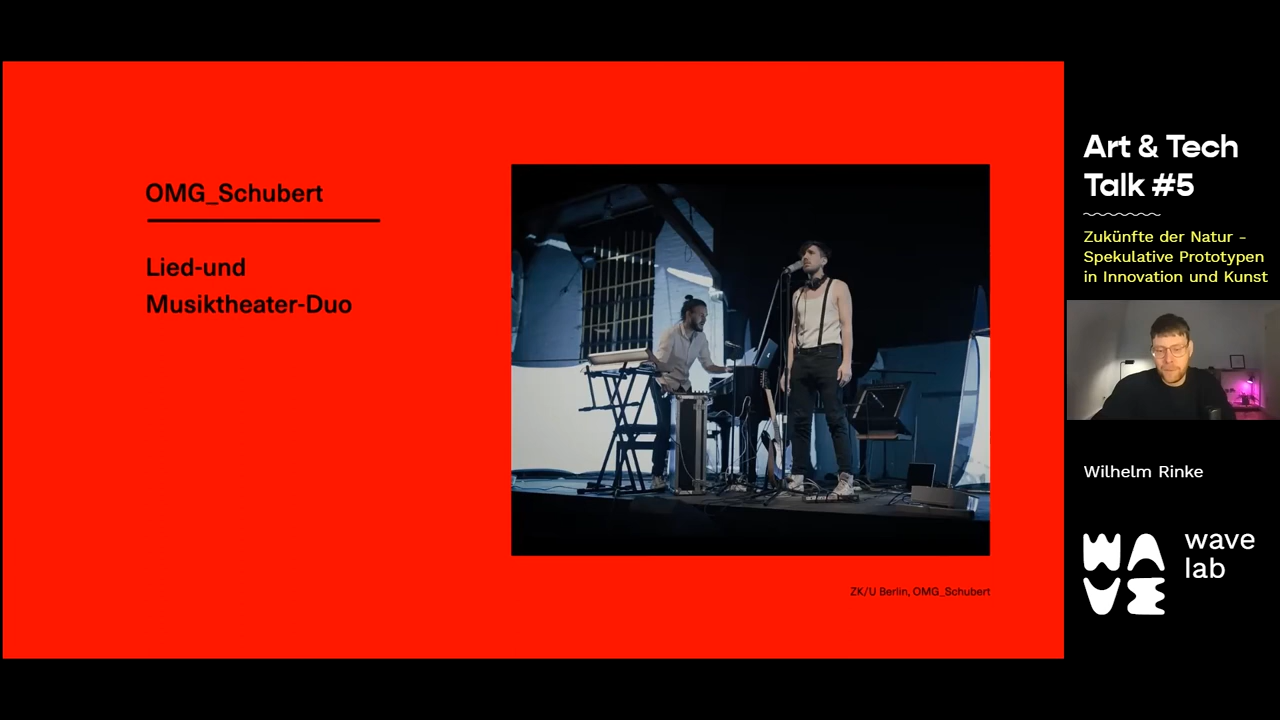 OMG_Schubert
Lied-und
Musiktheater-Duo
ZK/U Berlin, OMG_Schubert
Art & Tech
Talk #5
Zukünfte der Natur –
Spekulative Prototypen
in Innovation und Kunst
Wilhelm Rinke
WAVE
wave
lab